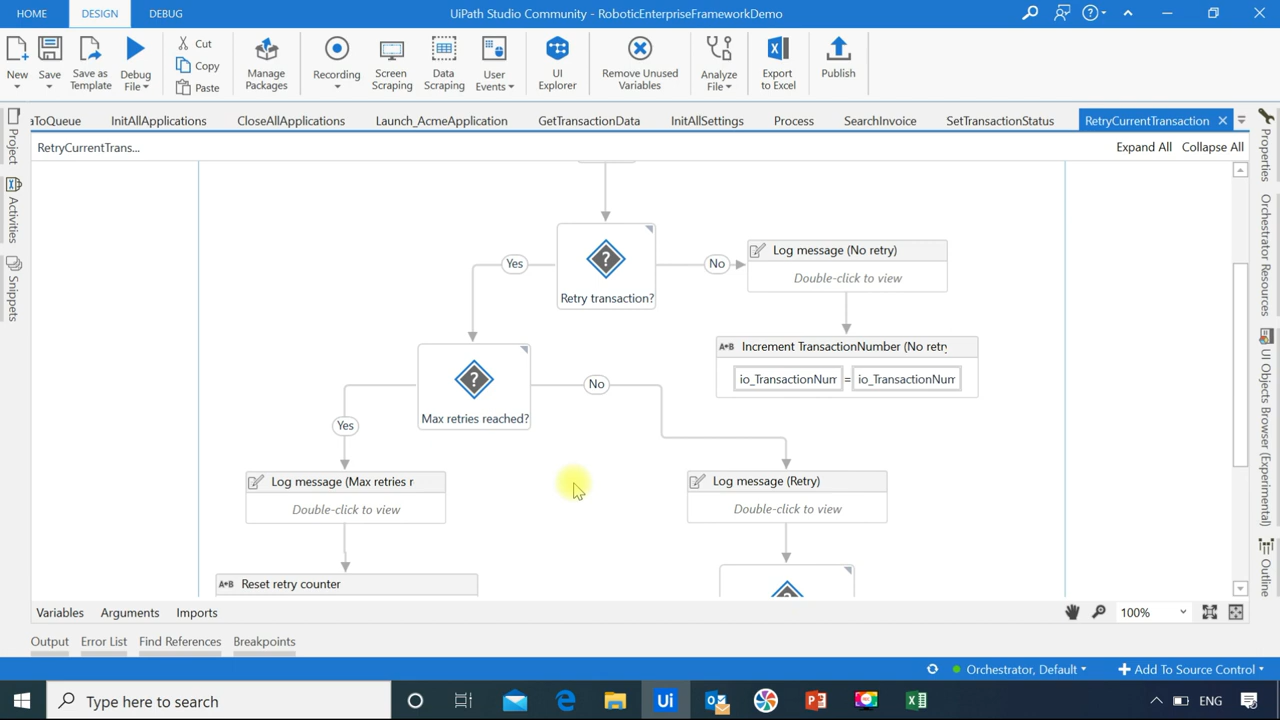 HOME DESIGN DEBUG UiPath Studio Community - RoboticEnterpriseFrameworkDemo
New Save Save as Template Debug File Cut Copy Paste Manage Packages Recording Screen Scraping Data Scraping User Events UI Explorer Remove Unused Variables Analyze File Export to Excel Publish
aToQueue InitAllApplications CloseAllApplications Launch_AcmeApplication GetTransactionData InitAllSettings Process SearchInvoice SetTransactionStatus RetryCurrentTransaction
RetryCurrentTrans... Expand All Collapse All
Project
Activities
Snippets
Properties
Orchestrator Resources
UI Objects Browser (Experimental)
Outline
Log message (No retry)
Yes No
Double-click to view
Retry transaction?
Increment TransactionNumber (No retry
io_TransactionNum = io_TransactionNum
No
Max retries reached?
Yes
Log message (Max retries r
Log message (Retry)
Double-click to view
Double-click to view
A*B Reset retry counter
Variables Arguments Imports 100%
Output Error List Find References Breakpoints
Orchestrator, Default Add To Source Control
Type here to search ENG